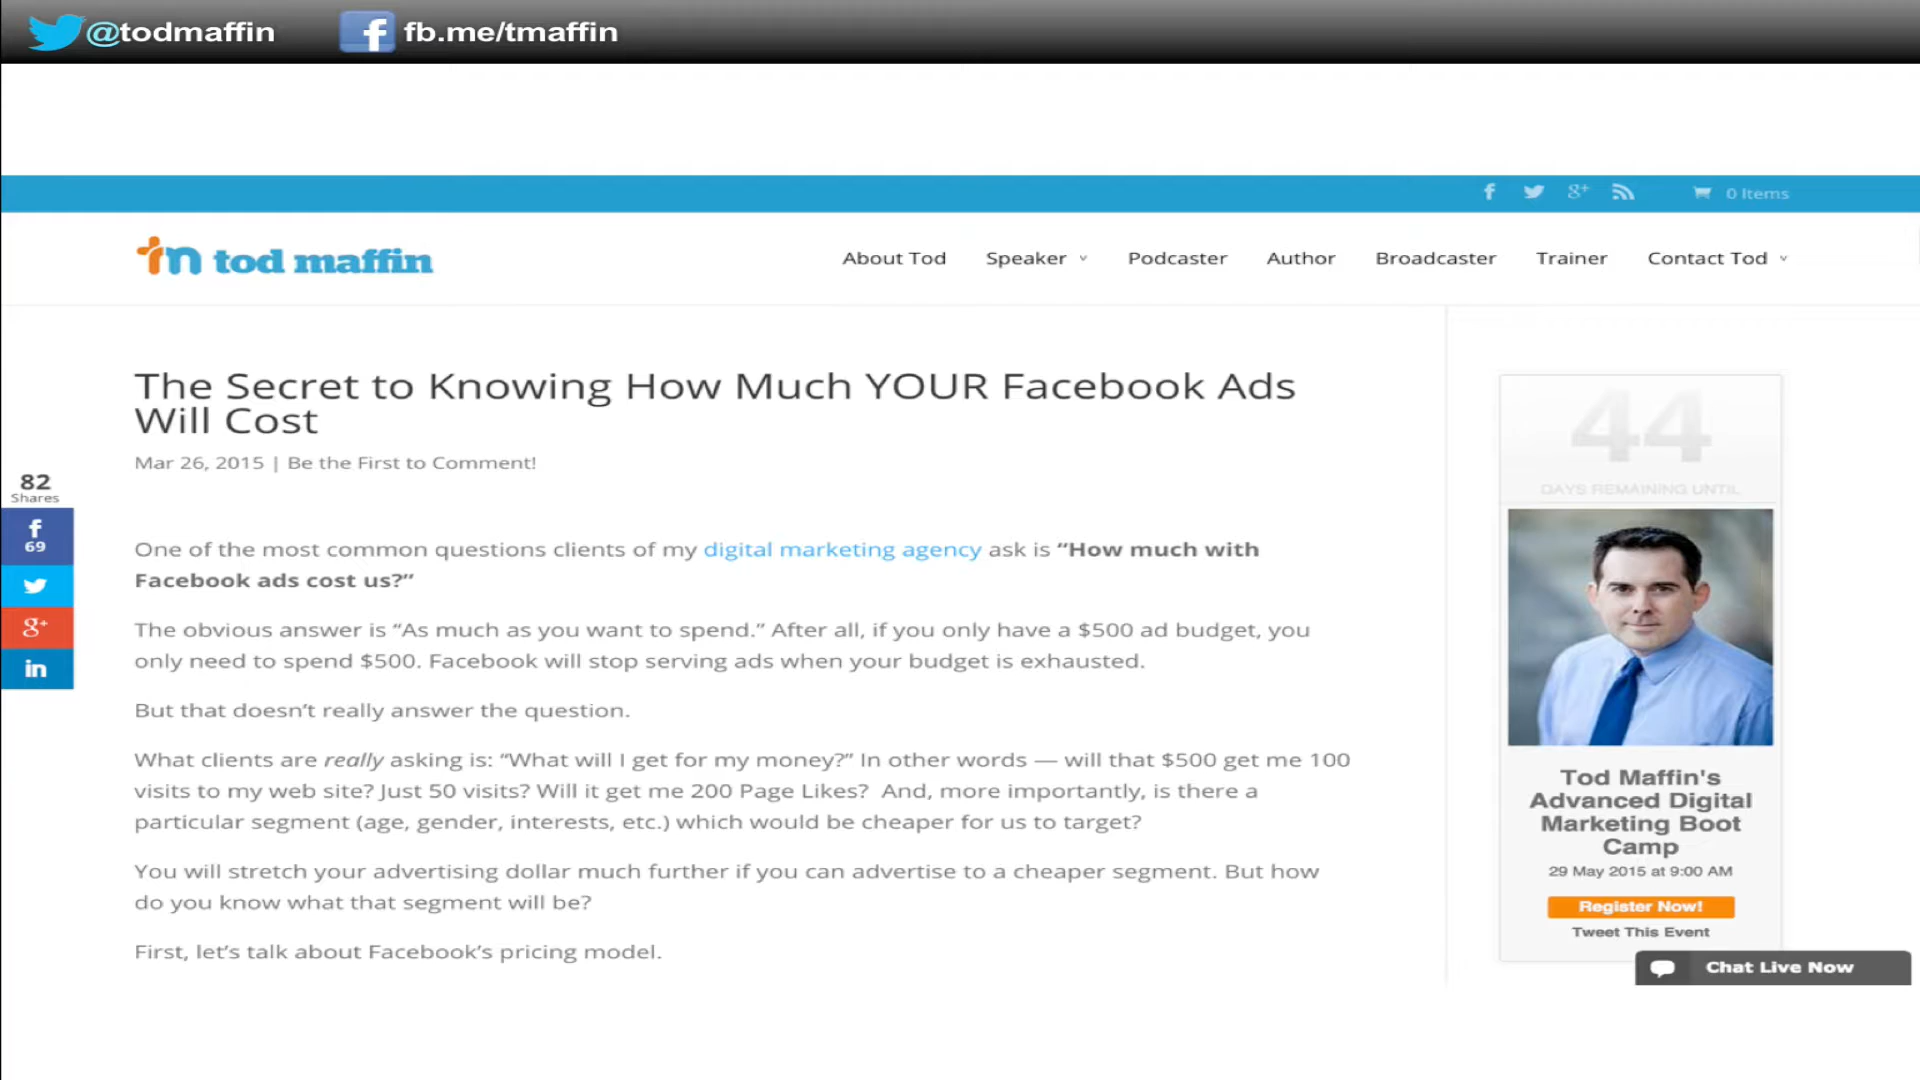 @todmaffin fb.me/tmaffin
0 Items
tod maffin
About Tod Speaker Podcaster Author Broadcaster Trainer Contact Tod
The Secret to Knowing How Much YOUR Facebook Ads
Will Cost
Mar 26, 2015 | Be the First to Comment!
82
Shares
69
One of the most common questions clients of my digital marketing agency ask is “How much with
Facebook ads cost us?”
The obvious answer is “As much as you want to spend.” After all, if you only have a $500 ad budget, you
only need to spend $500. Facebook will stop serving ads when your budget is exhausted.
But that doesn’t really answer the question.
What clients are really asking is: “What will I get for my money?” In other words — will that $500 get me 100
visits to my web site? Just 50 visits? Will it get me 200 Page Likes? And, more importantly, is there a
particular segment (age, gender, interests, etc.) which would be cheaper for us to target?
You will stretch your advertising dollar much further if you can advertise to a cheaper segment. But how
do you know what that segment will be?
First, let’s talk about Facebook’s pricing model.
44
DAYS REMAINING UNTIL
Tod Maffin's
Advanced Digital
Marketing Boot
Camp
29 May 2015 at 9:00 AM
Register Now!
Tweet This Event
Chat Live Now